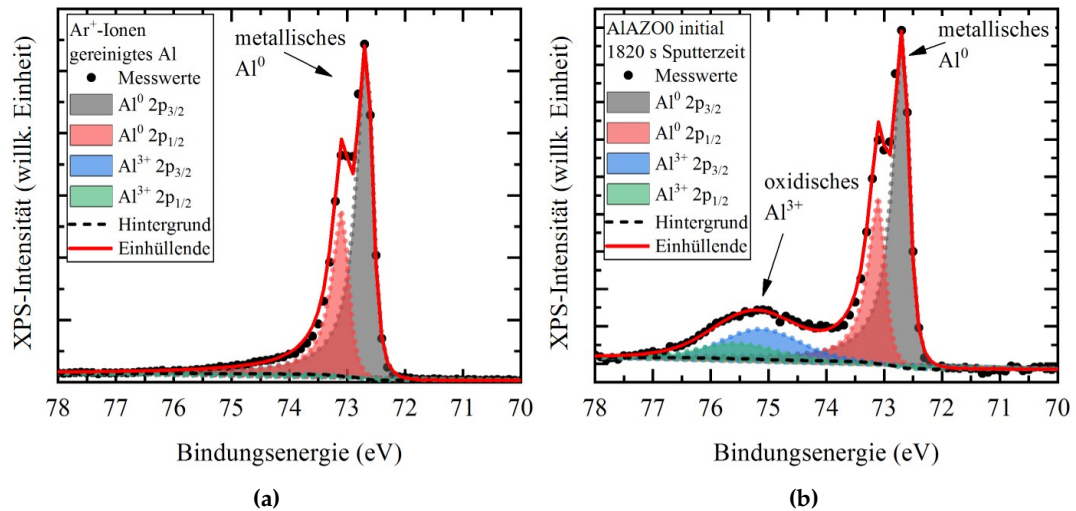 Ar⁺-Ionen
gereinigtes Al
Messwerte
Al⁰ 2p₃/₂
Al⁰ 2p₁/₂
Al³⁺ 2p₃/₂
Al³⁺ 2p₁/₂
Hintergrund
Einhüllende
metallisches
Al⁰
XPS-Intensität (willk. Einheit)
78 77 76 75 74 73 72 71 70
Bindungsenergie (eV)
(a)
AlAZO0 initial
1820 s Sputterzeit
Messwerte
Al⁰ 2p₃/₂
Al⁰ 2p₁/₂
Al³⁺ 2p₃/₂
Al³⁺ 2p₁/₂
Hintergrund
Einhüllende
metallisches
Al⁰
oxidisches
Al³⁺
XPS-Intensität (willk. Einheit)
78 77 76 75 74 73 72 71 70
Bindungsenergie (eV)
(b)